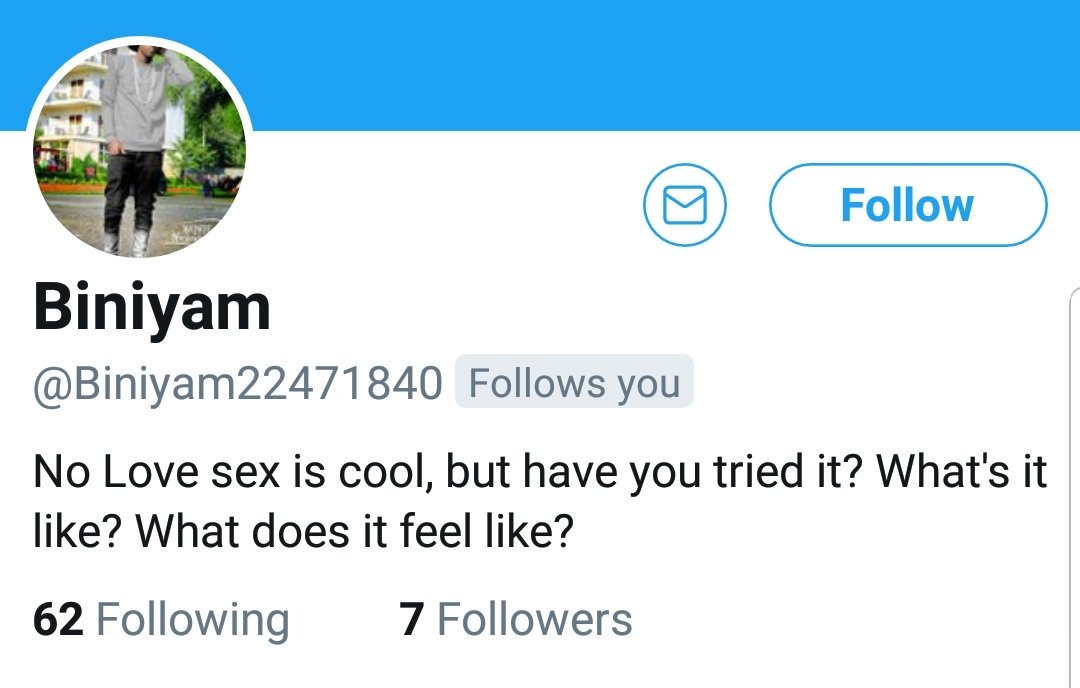 Follow
Biniyam
@Biniyam22471840 Follows you
No Love sex is cool, but have you tried it? What's it
like? What does it feel like?
62 Following 7 Followers